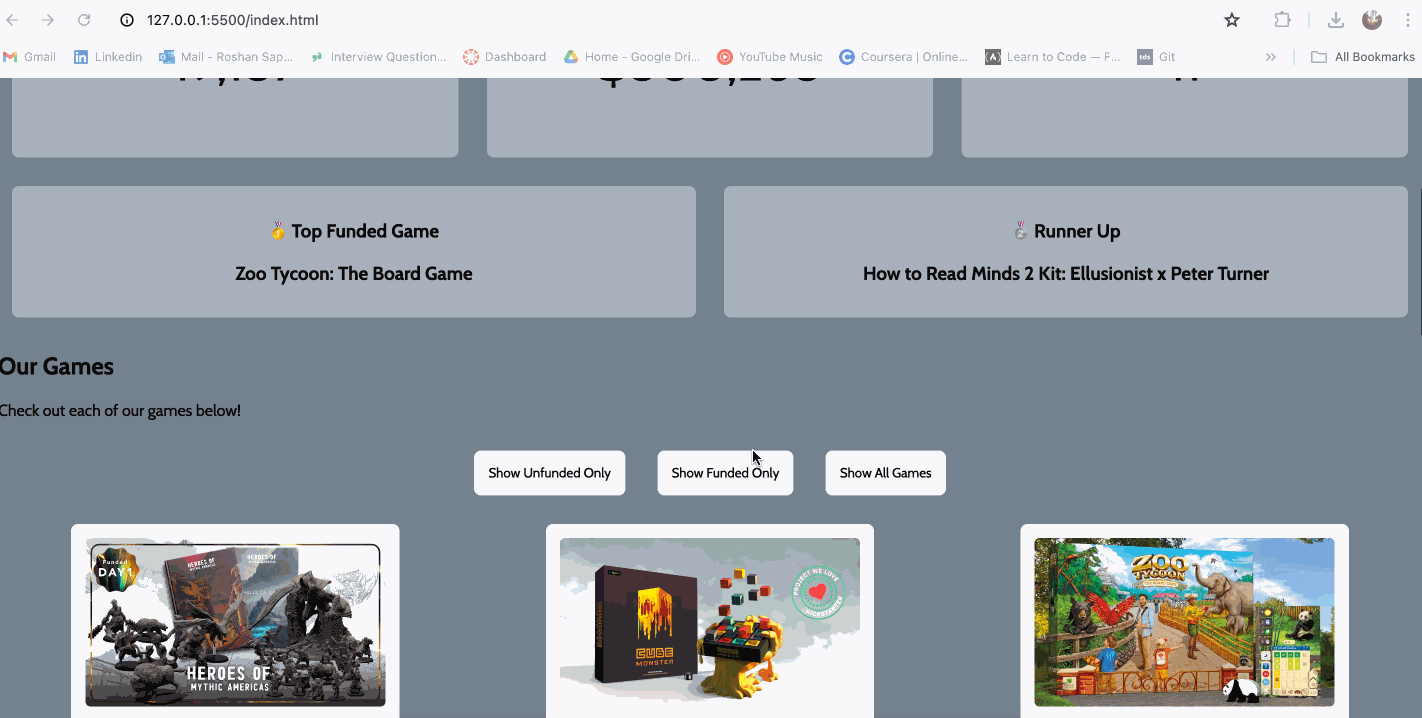 127.0.0.1:5500/index.html
Gmail
Linkedin
Mail - Roshan Sap...
Interview Question...
Dashboard
Home - Google Dri...
YouTube Music
Coursera | Online...
Learn to Code — F...
tds
Git
»
All Bookmarks
Top Funded Game
Zoo Tycoon: The Board Game
Runner Up
How to Read Minds 2 Kit: Ellusionist x Peter Turner
Our Games
Check out each of our games below!
Show Unfunded Only
Show Funded Only
Show All Games
Funded
DAY 1
HEROES OF
MYTHIC AMERICAS
HEROES OF
MYTHIC AMERICAS
PROJECT WE LOVE
KICKSTARTER
CUBE
MONSTER
ZOO
TYCOON
THE BOARD GAME